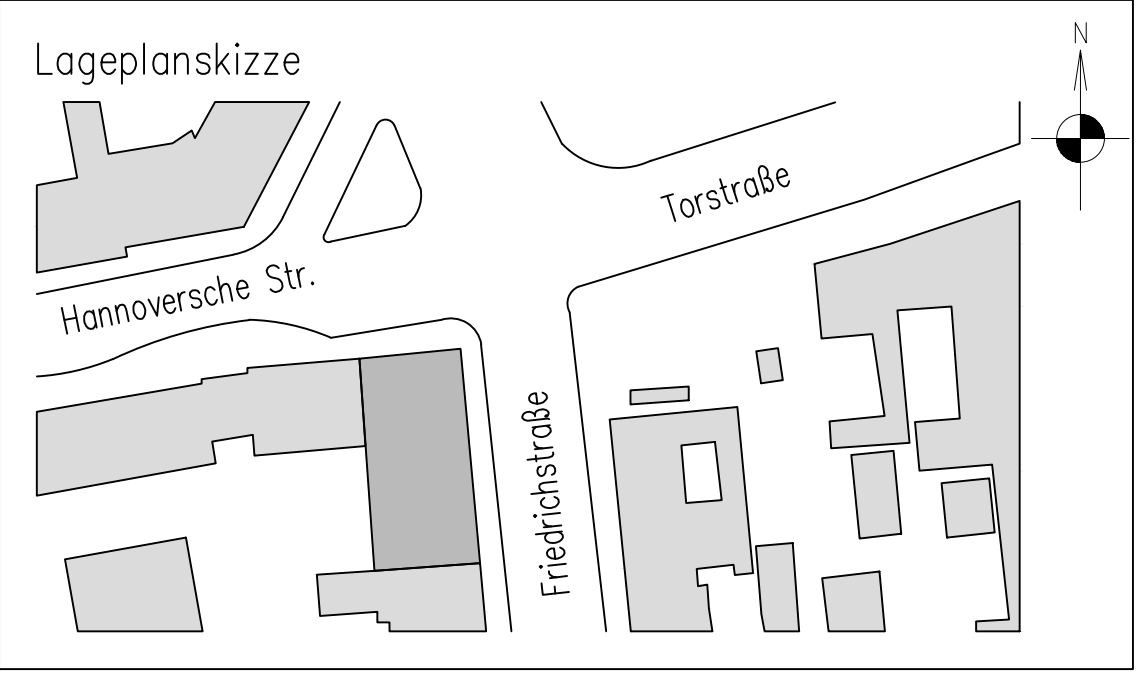 N
Lageplanskizze
Torstraße
Hannoversche Str.
Friedrichstraße